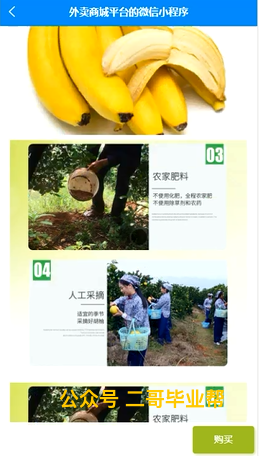 外卖商城平台的微信小程序
03
农家肥料
不使用化肥，全程农家肥
不使用除草剂和农药
04
人工采摘
适宜的季节
采摘好胡柚
03
公众号 二哥毕业帮
农家肥料
购买